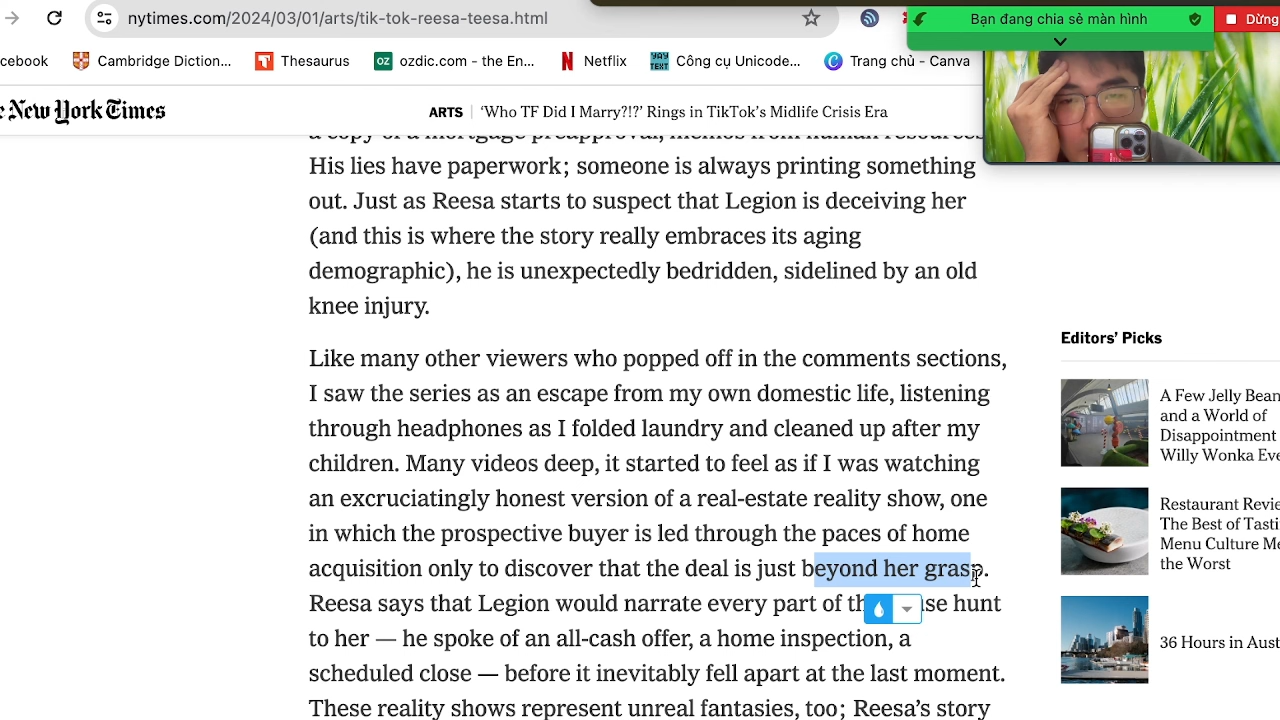 nytimes.com/2024/03/01/arts/tik-tok-reesa-teesa.html
Bạn đang chia sẻ màn hình
Dừng
cebook
Cambridge Diction...
Thesaurus
OZ ozdic.com - the En...
Netflix
YAY TEXT Công cụ Unicode...
Trang chủ - Canva
New York Times
ARTS | ‘Who TF Did I Marry?!?’ Rings in TikTok’s Midlife Crisis Era
a copy of a mortgage preapproval, memos from human resources.
His lies have paperwork; someone is always printing something
out. Just as Reesa starts to suspect that Legion is deceiving her
(and this is where the story really embraces its aging
demographic), he is unexpectedly bedridden, sidelined by an old
knee injury.
Like many other viewers who popped off in the comments sections,
I saw the series as an escape from my own domestic life, listening
through headphones as I folded laundry and cleaned up after my
children. Many videos deep, it started to feel as if I was watching
an excruciatingly honest version of a real-estate reality show, one
in which the prospective buyer is led through the paces of home
acquisition only to discover that the deal is just beyond her grasp.
Reesa says that Legion would narrate every part of th use hunt
to her — he spoke of an all-cash offer, a home inspection, a
scheduled close — before it inevitably fell apart at the last moment.
These reality shows represent unreal fantasies, too; Reesa’s story
Editors’ Picks
A Few Jelly Bean
and a World of
Disappointment
Willy Wonka Eve
Restaurant Revie
The Best of Tasti
Menu Culture Me
the Worst
36 Hours in Aust